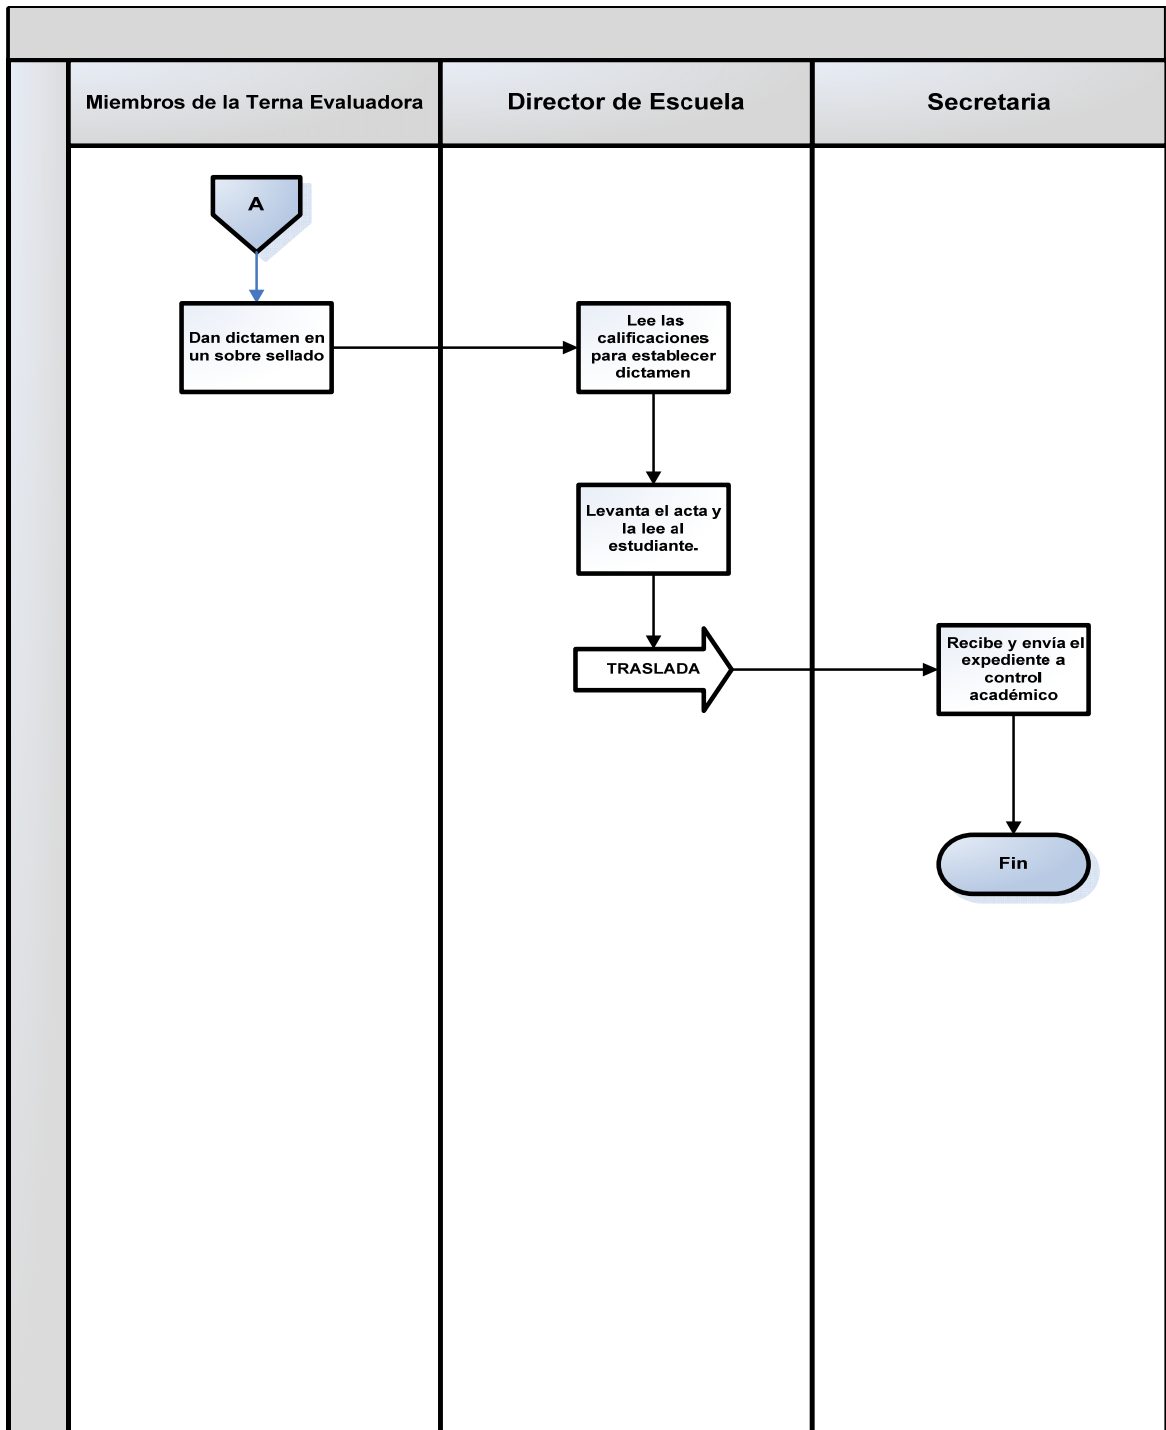 Miembros de la Terna Evaluadora
Director de Escuela
Secretaria
A
Dan dictamen en
un sobre sellado
Lee las
calificaciones
para establecer
dictamen
Levanta el acta y
la lee al
estudiante.
TRASLADA
Recibe y envía el
expediente a
control
académico
Fin